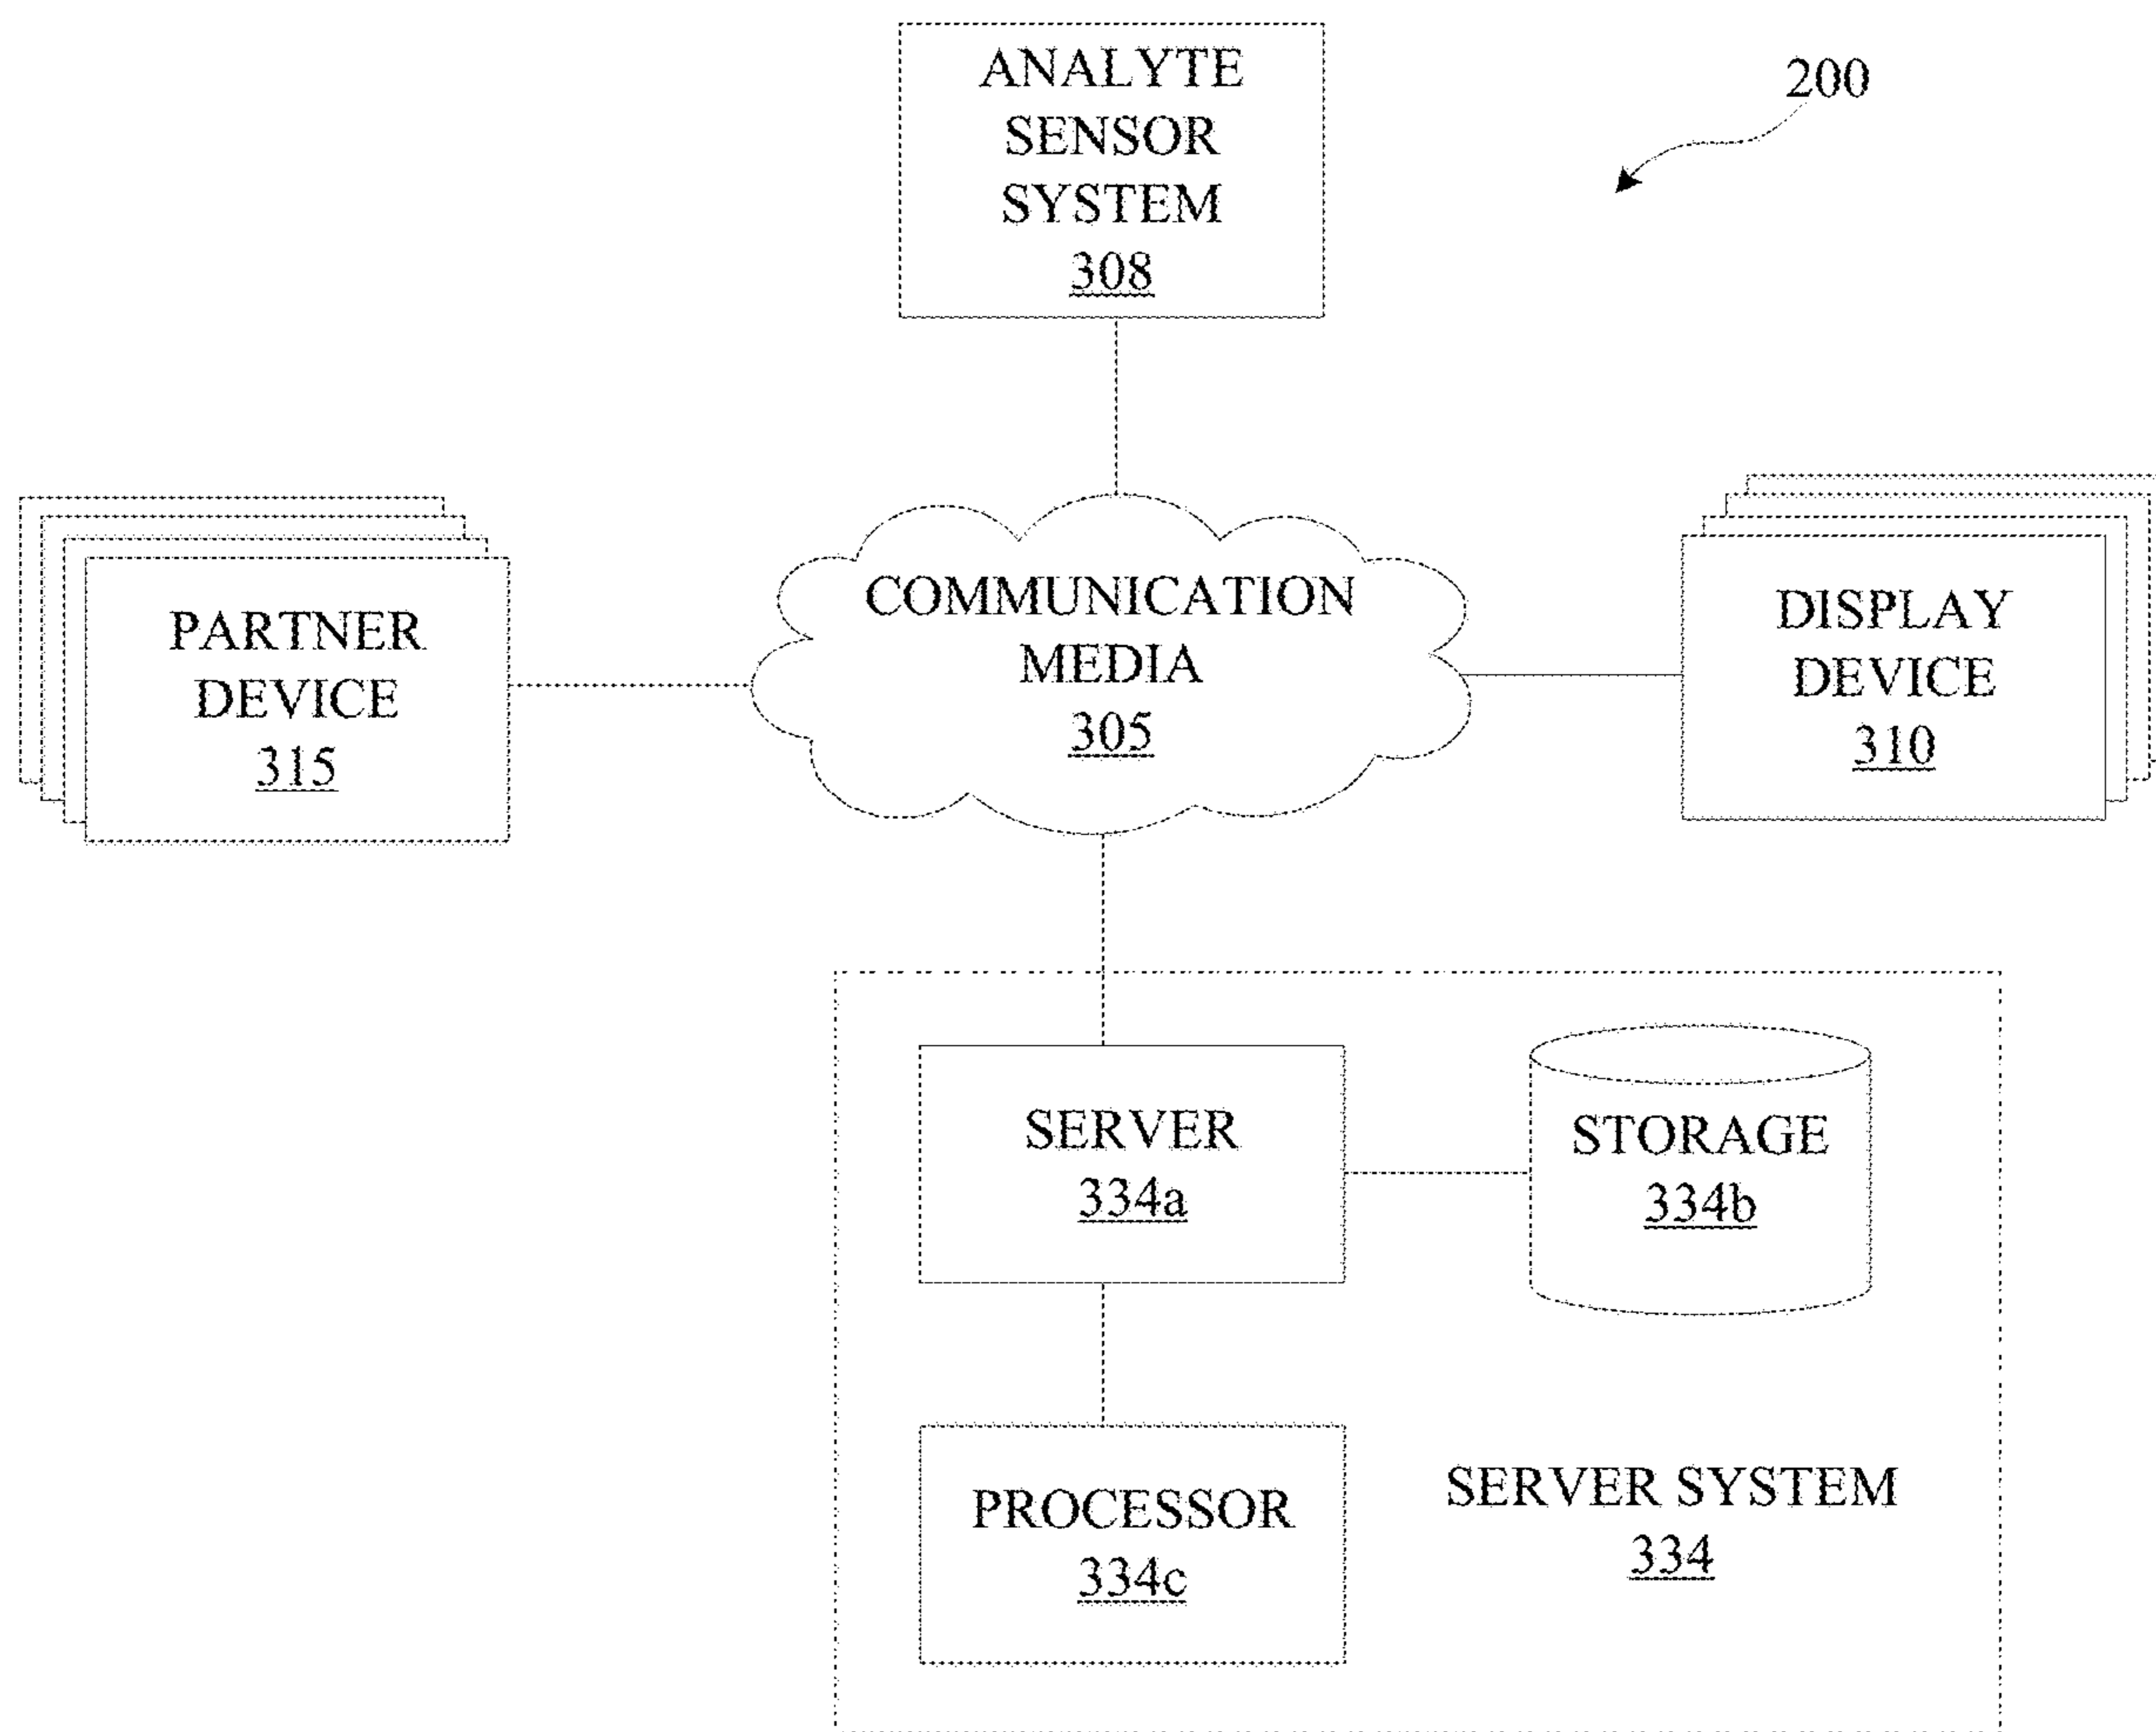 ANALYTE
SENSOR
SYSTEM
308
200
PARTNER
DEVICE
315
COMMUNICATION
MEDIA
305
DISPLAY
DEVICE
310
SERVER
334a
STORAGE
334b
PROCESSOR
334c
SERVER SYSTEM
334